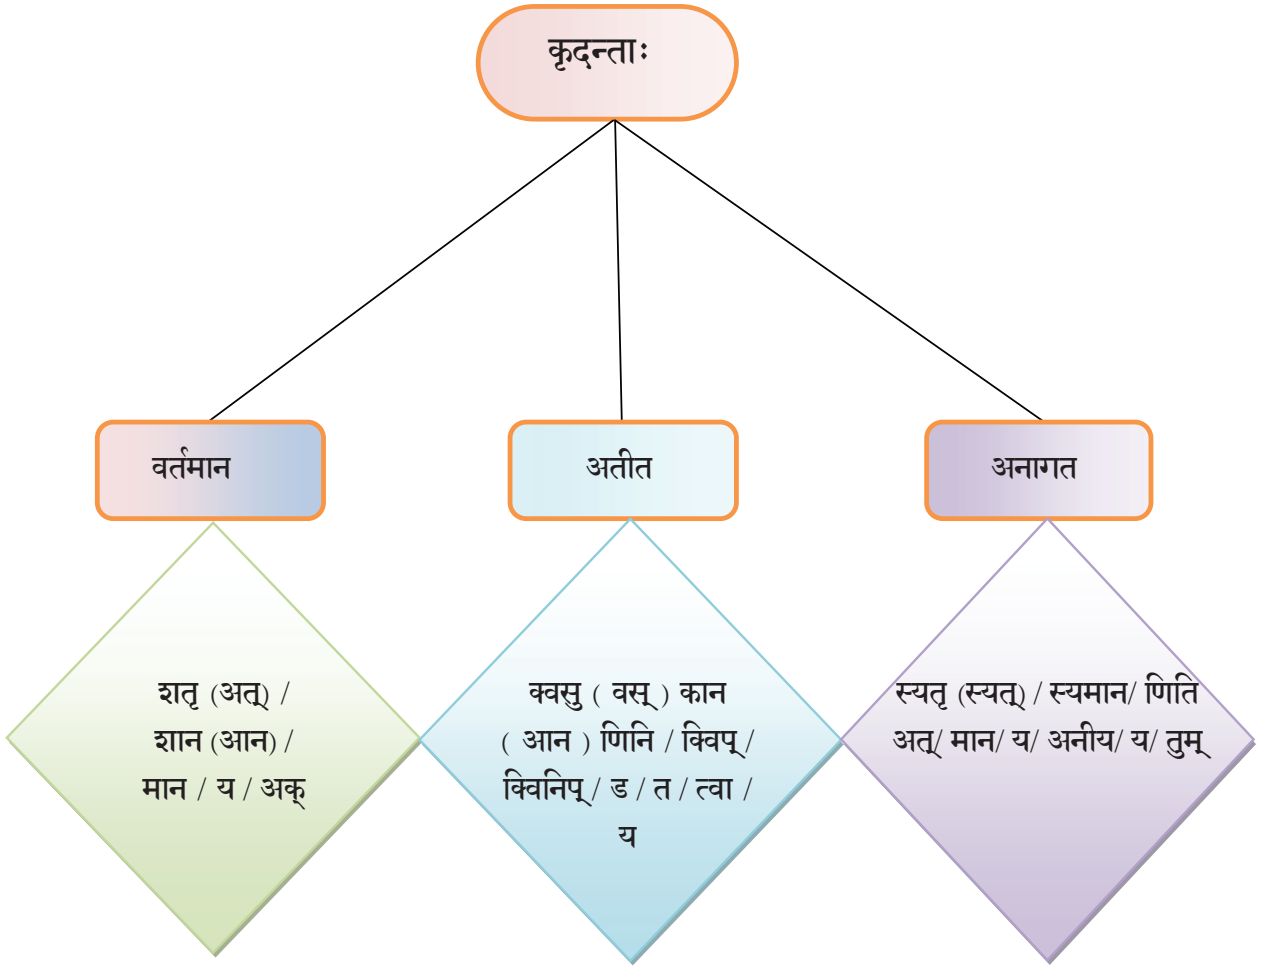 कृदन्ताः
वर्तमान
अतीत
अनागत
शतृ (अत्) /
शान (आन) /
मान / य / अक्
क्वसु ( वस् ) कान
( आन ) णिनि / क्विप् /
क्विनिप् / ड / त / त्वा /
य
स्यतृ (स्यत्) / स्यमान/ णिति
अत्/ मान/ य/ अनीय/ य/ तुम्